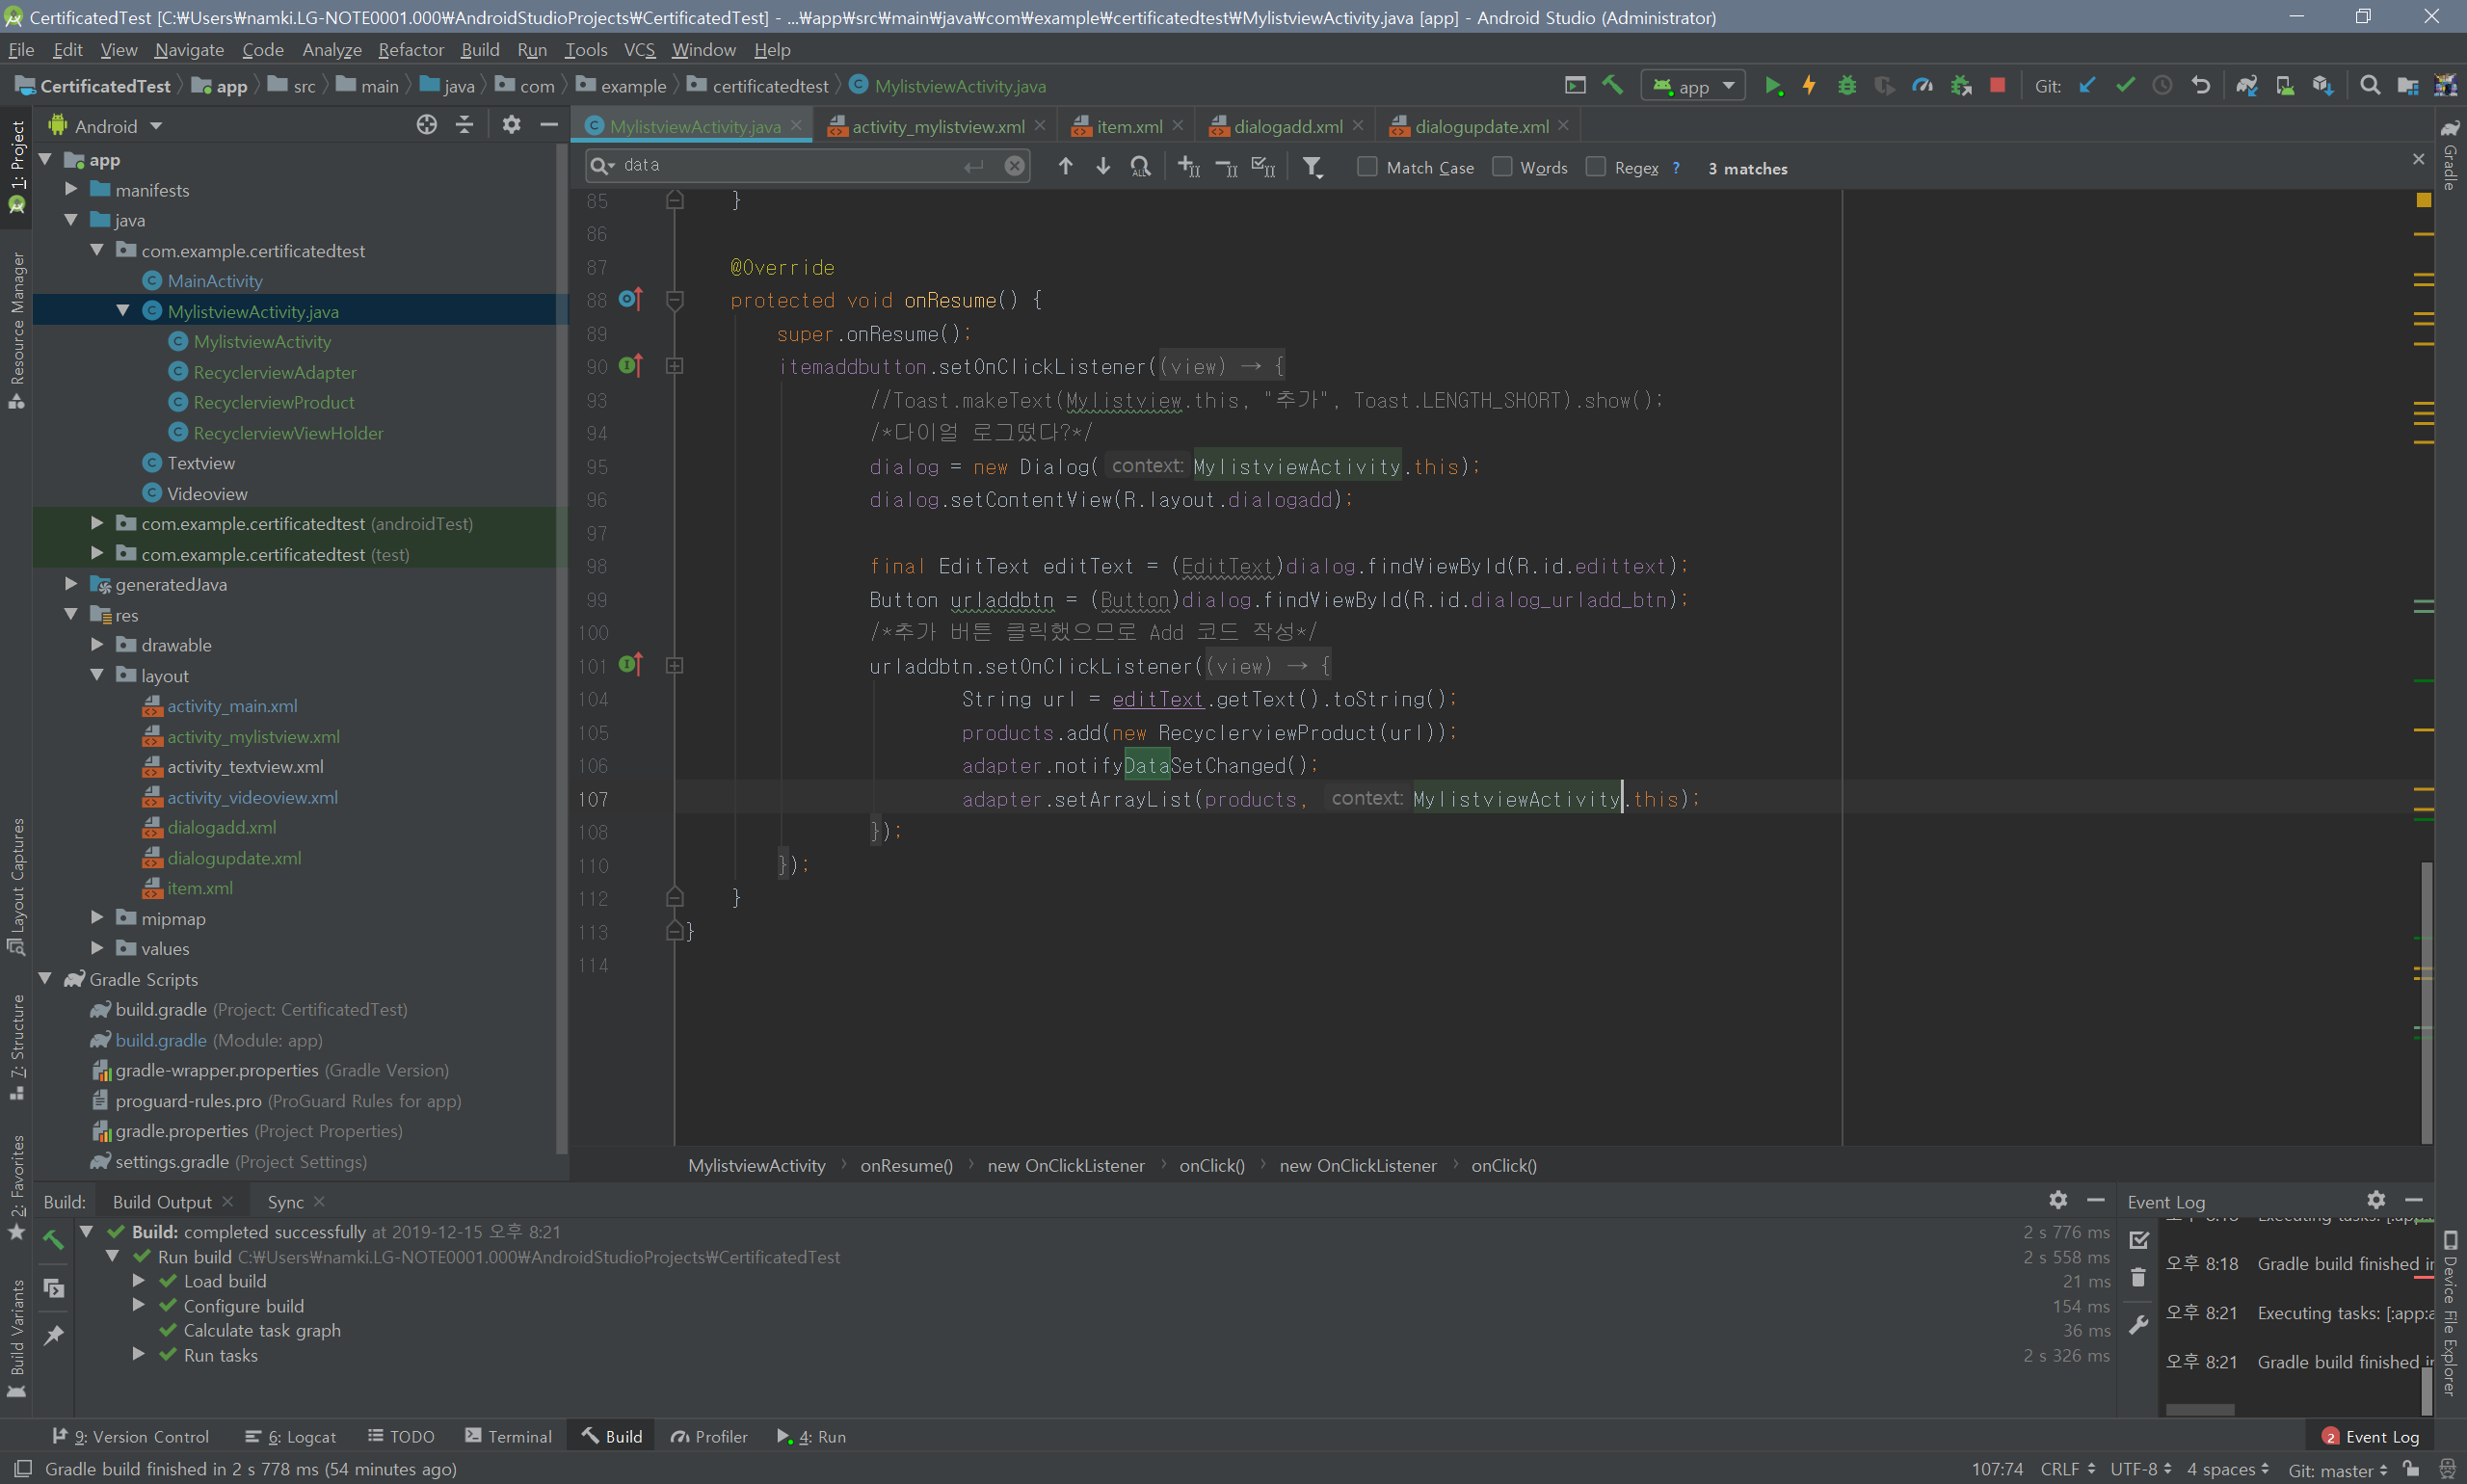 CertificatedTest [C:₩Users₩namki.LG-NOTE0001.000₩AndroidStudioProjects₩CertificatedTest] - ...₩app₩src₩main₩java₩com₩example₩certificatedtest₩MylistviewActivity.java [app] - Android Studio (Administrator)
File Edit View Navigate Code Analyze Refactor Build Run Tools VCS Window Help
CertificatedTest app src main java com example certificatedtest MylistviewActivity.java app Git:
1: Project
Resource Manager
Layout Captures
7: Structure
2: Favorites
Build Variants
Android
app
manifests
java
com.example.certificatedtest
MainActivity
MylistviewActivity.java
MylistviewActivity
RecyclerviewAdapter
RecyclerviewProduct
RecyclerviewViewHolder
Textview
Videoview
com.example.certificatedtest (androidTest)
com.example.certificatedtest (test)
generatedJava
res
drawable
layout
activity_main.xml
activity_mylistview.xml
activity_textview.xml
activity_videoview.xml
dialogadd.xml
dialogupdate.xml
item.xml
mipmap
values
Gradle Scripts
build.gradle (Project: CertificatedTest)
build.gradle (Module: app)
gradle-wrapper.properties (Gradle Version)
proguard-rules.pro (ProGuard Rules for app)
gradle.properties (Project Properties)
settings.gradle (Project Settings)
MylistviewActivity.java activity_mylistview.xml item.xml dialogadd.xml dialogupdate.xml
data Match Case Words Regex ? 3 matches
85 }
86
87 @Override
88 protected void onResume() {
89 super.onResume();
90 itemaddbutton.setOnClickListener((view) → {
93 //Toast.makeText(Mylistview.this, "추가", Toast.LENGTH_SHORT).show();
94 /*다이얼 로그떴다?*/
95 dialog = new Dialog( context: MylistviewActivity.this);
96 dialog.setContentView(R.layout.dialogadd);
97
98 final EditText editText = (EditText)dialog.findViewById(R.id.edittext);
99 Button urladdbtn = (Button)dialog.findViewById(R.id.dialog_urladd_btn);
100 /*추가 버튼 클릭했으므로 Add 코드 작성*/
101 urladdbtn.setOnClickListener((view) → {
104 String url = editText.getText().toString();
105 products.add(new RecyclerviewProduct(url));
106 adapter.notifyDataSetChanged();
107 adapter.setArrayList(products, context: MylistviewActivity.this);
108 });
110 });
112 }
113 }
114
MylistviewActivity onResume() new OnClickListener onClick() new OnClickListener onClick()
Gradle
Device File Explorer
Build: Build Output Sync
Build: completed successfully at 2019-12-15 오후 8:21 2 s 776 ms
Run build C:₩Users₩namki.LG-NOTE0001.000₩AndroidStudioProjects₩CertificatedTest 2 s 558 ms
Load build 21 ms
Configure build 154 ms
Calculate task graph 36 ms
Run tasks 2 s 326 ms
Event Log
오후 8:18 Gradle build finished
오후 8:21 Executing tasks: [:app:
오후 8:21 Gradle build finished
9: Version Control 6: Logcat TODO Terminal Build Profiler 4: Run 2 Event Log
Gradle build finished in 2 s 778 ms (54 minutes ago) 107:74 CRLF UTF-8 4 spaces Git: master